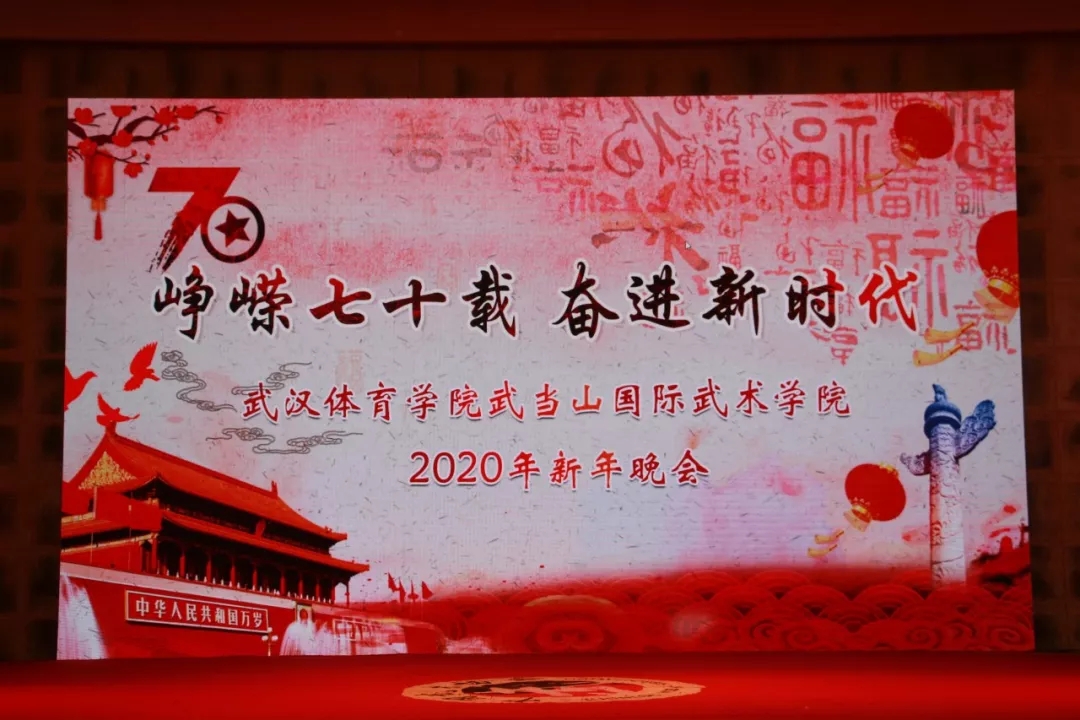 70
峥嵘七十载 奋进新时代
武汉体育学院武当山国际武术学院
2020年新年晚会
中华人民共和国万岁